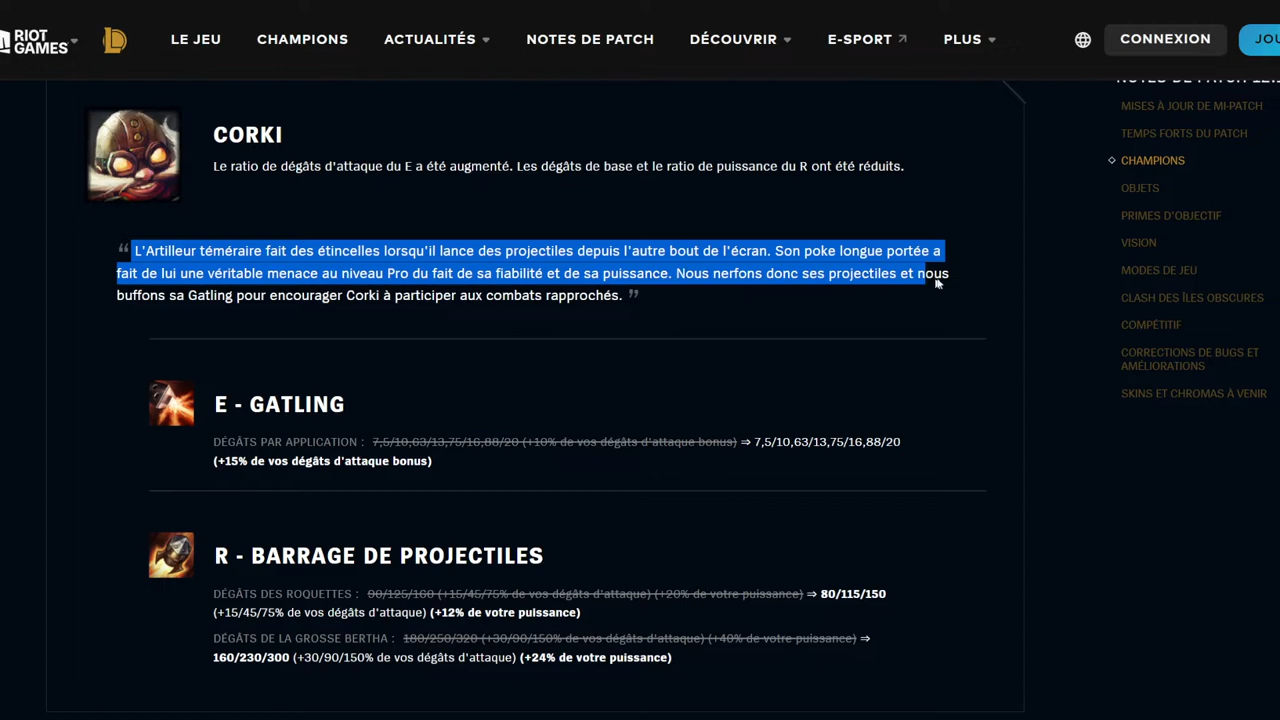 RIOT GAMES
LE JEU
CHAMPIONS
ACTUALITÉS
NOTES DE PATCH
DÉCOUVRIR
E-SPORT
PLUS
CONNEXION
JOU
CORKI
Le ratio de dégâts d'attaque du E a été augmenté. Les dégâts de base et le ratio de puissance du R ont été réduits.
“ L'Artilleur téméraire fait des étincelles lorsqu'il lance des projectiles depuis l'autre bout de l'écran. Son poke longue portée a
fait de lui une véritable menace au niveau Pro du fait de sa fiabilité et de sa puissance. Nous nerfons donc ses projectiles et nous
buffons sa Gatling pour encourager Corki à participer aux combats rapprochés. ”
E - GATLING
DÉGÂTS PAR APPLICATION : 7,5/10,63/13,75/16,88/20 (+10% de vos dégâts d'attaque bonus) ⇒ 7,5/10,63/13,75/16,88/20
(+15% de vos dégâts d'attaque bonus)
R - BARRAGE DE PROJECTILES
DÉGÂTS DES ROQUETTES : 90/125/160 (+15/45/75% de vos dégâts d'attaque) (+20% de votre puissance) ⇒ 80/115/150
(+15/45/75% de vos dégâts d'attaque) (+12% de votre puissance)
DÉGÂTS DE LA GROSSE BERTHA : 180/250/320 (+30/90/150% de vos dégâts d'attaque) (+40% de votre puissance) ⇒
160/230/300 (+30/90/150% de vos dégâts d'attaque) (+24% de votre puissance)
NOTES DE PATCH
MISES À JOUR DE MI-PATCH
TEMPS FORTS DU PATCH
CHAMPIONS
OBJETS
PRIMES D'OBJECTIF
VISION
MODES DE JEU
CLASH DES ÎLES OBSCURES
COMPÉTITIF
CORRECTIONS DE BUGS ET
AMÉLIORATIONS
SKINS ET CHROMAS À VENIR